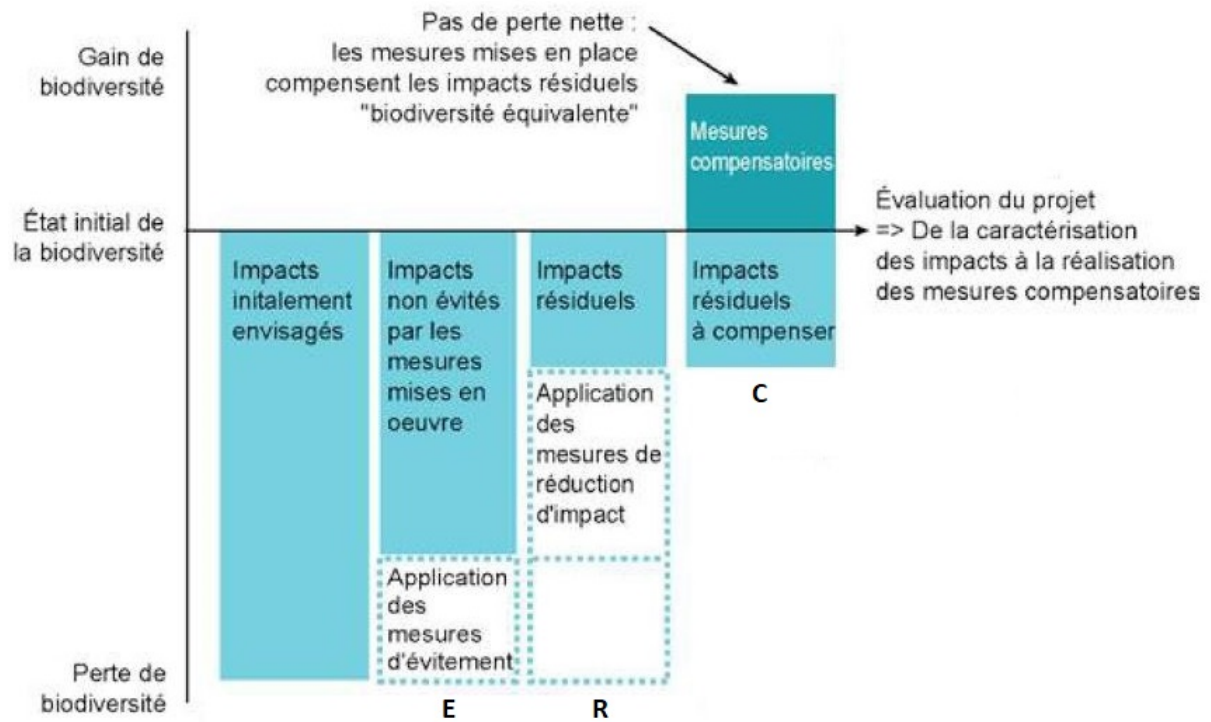 Pas de perte nette :
les mesures mises en place
compensent les impacts résiduels
"biodiversité équivalente"
Gain de
biodiversité
Mesures
compensatoires
État initial de
la biodiversité
Évaluation du projet
=> De la caractérisation
des impacts à la réalisation
des mesures compensatoires
Impacts
initalement
envisagés
Impacts
non évités
par les
mesures
mises en
oeuvre
Impacts
résiduels
Impacts
résiduels
à compenser
C
Application
des
mesures de
réduction
d'impact
Application
des
mesures
d'évitement
Perte de
biodiversité
E
R